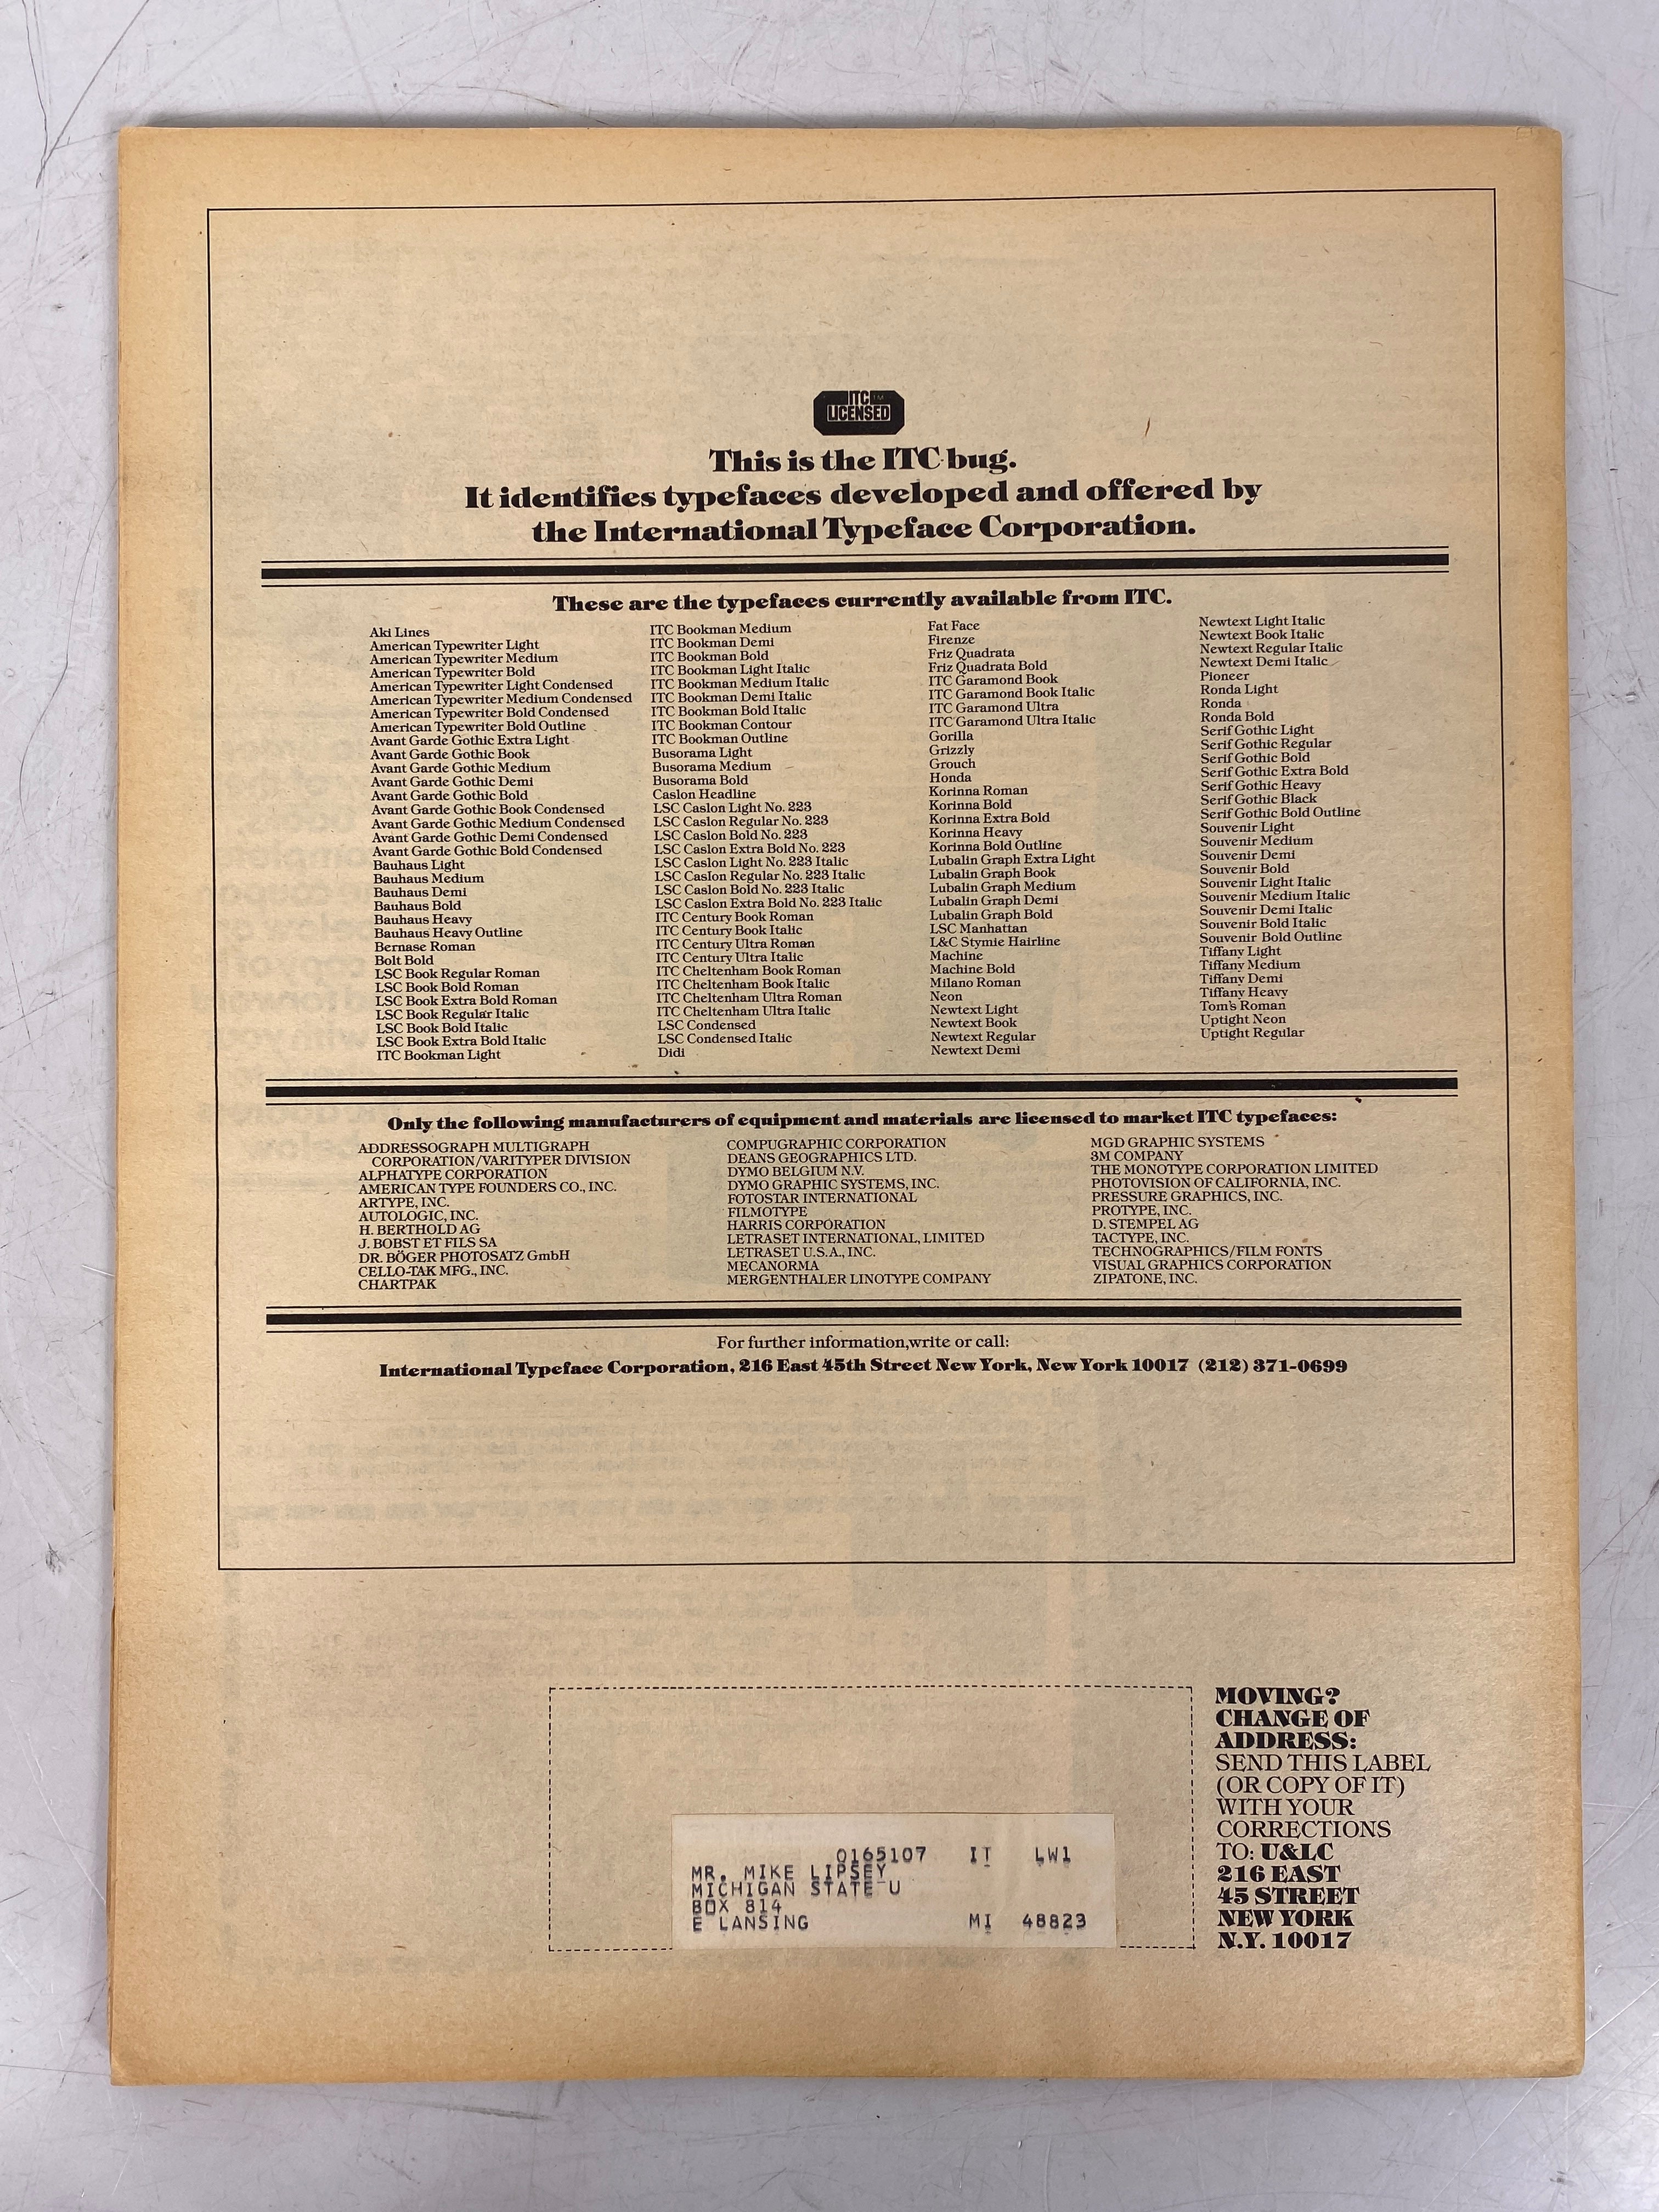 ITC TM
LICENSED
This is the ITC bug.
It identifies typefaces developed and offered by
the International Typeface Corporation.
These are the typefaces currently available from ITC.
Aki Lines
American Typewriter Light
American Typewriter Medium
American Typewriter Bold
American Typewriter Light Condensed
American Typewriter Medium Condensed
American Typewriter Bold Condensed
American Typewriter Bold Outline
Avant Garde Gothic Extra Light
Avant Garde Gothic Book
Avant Garde Gothic Medium
Avant Garde Gothic Demi
Avant Garde Gothic Bold
Avant Garde Gothic Book Condensed
Avant Garde Gothic Medium Condensed
Avant Garde Gothic Demi Condensed
Avant Garde Gothic Bold Condensed
Bauhaus Light
Bauhaus Medium
Bauhaus Demi
Bauhaus Bold
Bauhaus Heavy
Bauhaus Heavy Outline
Bernase Roman
Bolt Bold
LSC Book Regular Roman
LSC Book Bold Roman
LSC Book Extra Bold Roman
LSC Book Regular Italic
LSC Book Bold Italic
LSC Book Extra Bold Italic
ITC Bookman Light
ITC Bookman Medium
ITC Bookman Demi
ITC Bookman Bold
ITC Bookman Light Italic
ITC Bookman Medium Italic
ITC Bookman Demi Italic
ITC Bookman Bold Italic
ITC Bookman Contour
ITC Bookman Outline
Busorama Light
Busorama Medium
Busorama Bold
Caslon Headline
LSC Caslon Light No. 223
LSC Caslon Regular No. 223
LSC Caslon Bold No. 223
LSC Caslon Extra Bold No. 223
LSC Caslon Light No. 223 Italic
LSC Caslon Regular No. 223 Italic
LSC Caslon Bold No. 223 Italic
LSC Caslon Extra Bold No. 223 Italic
ITC Century Book Roman
ITC Century Book Italic
ITC Century Ultra Roman
ITC Century Ultra Italic
ITC Cheltenham Book Roman
ITC Cheltenham Book Italic
ITC Cheltenham Ultra Roman
ITC Cheltenham Ultra Italic
LSC Condensed
LSC Condensed Italic
Didi
Fat Face
Firenze
Friz Quadrata
Friz Quadrata Bold
ITC Garamond Book
ITC Garamond Book Italic
ITC Garamond Ultra
ITC Garamond Ultra Italic
Gorilla
Grizzly
Grouch
Honda
Korinna Roman
Korinna Bold
Korinna Extra Bold
Korinna Heavy
Korinna Bold Outline
Lubalin Graph Extra Light
Lubalin Graph Book
Lubalin Graph Medium
Lubalin Graph Demi
Lubalin Graph Bold
LSC Manhattan
L&C Stymie Hairline
Machine
Machine Bold
Milano Roman
Neon
Newtext Light
Newtext Book
Newtext Regular
Newtext Demi
Newtext Light Italic
Newtext Book Italic
Newtext Regular Italic
Newtext Demi Italic
Pioneer
Ronda Light
Ronda
Ronda Bold
Serif Gothic Light
Serif Gothic Regular
Serif Gothic Bold
Serif Gothic Extra Bold
Serif Gothic Heavy
Serif Gothic Black
Serif Gothic Bold Outline
Souvenir Light
Souvenir Medium
Souvenir Demi
Souvenir Bold
Souvenir Light Italic
Souvenir Medium Italic
Souvenir Demi Italic
Souvenir Bold Italic
Souvenir Bold Outline
Tiffany Light
Tiffany Medium
Tiffany Demi
Tiffany Heavy
Tom's Roman
Uptight Neon
Uptight Regular
Only the following manufacturers of equipment and materials are licensed to market ITC typefaces:
ADDRESSOGRAPH MULTIGRAPH
CORPORATION/VARITYPER DIVISION
ALPHATYPE CORPORATION
AMERICAN TYPE FOUNDERS CO., INC.
ARTYPE, INC.
AUTOLOGIC, INC.
H. BERTHOLD AG
J. BOBST ET FILS SA
DR. BÖGER PHOTOSATZ GmbH
CELLO-TAK MFG., INC.
CHARTPAK
COMPUGRAPHIC CORPORATION
DEANS GEOGRAPHICS LTD.
DYMO BELGIUM N.V.
DYMO GRAPHIC SYSTEMS, INC.
FOTOSTAR INTERNATIONAL
FILMOTYPE
HARRIS CORPORATION
LETRASET INTERNATIONAL, LIMITED
LETRASET U.S.A., INC.
MECANORMA
MERGENTHALER LINOTYPE COMPANY
MGD GRAPHIC SYSTEMS
3M COMPANY
THE MONOTYPE CORPORATION LIMITED
PHOTOVISION OF CALIFORNIA, INC.
PRESSURE GRAPHICS, INC.
PROTYPE, INC.
D. STEMPEL AG
TACTYPE, INC.
TECHNOGRAPHICS/FILM FONTS
VISUAL GRAPHICS CORPORATION
ZIPATONE, INC.
For further information, write or call:
International Typeface Corporation, 216 East 45th Street New York, New York 10017 (212) 371-0699
0165107 IT LW1
MR. MIKE LIPSEY
MICHIGAN STATE U
BOX 814
E LANSING MI 48823
MOVING?
CHANGE OF
ADDRESS:
SEND THIS LABEL
(OR COPY OF IT)
WITH YOUR
CORRECTIONS
TO: U&LC
216 EAST
45 STREET
NEW YORK
N.Y. 10017